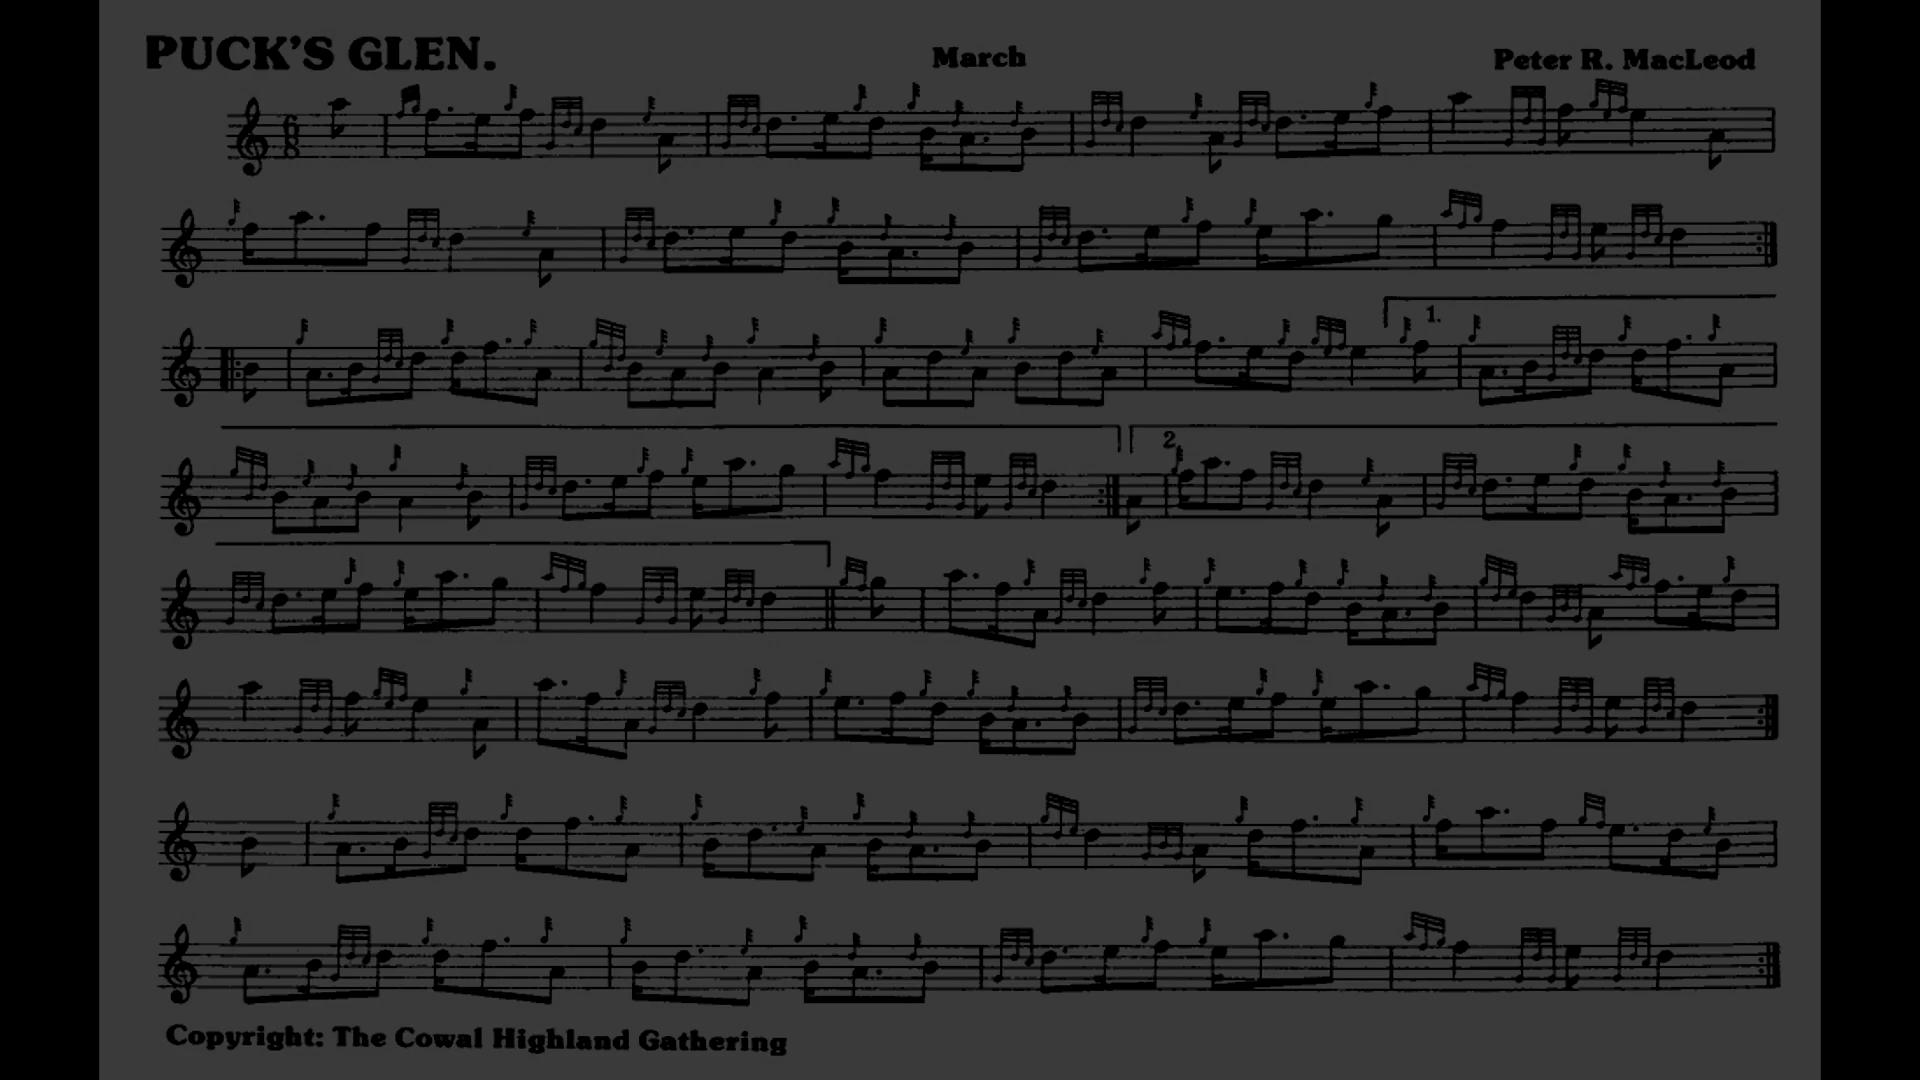 PUCK'S GLEN.
March
Peter R. MacLeod
6
8
1.
2
Copyright: The Cowal Highland Gathering